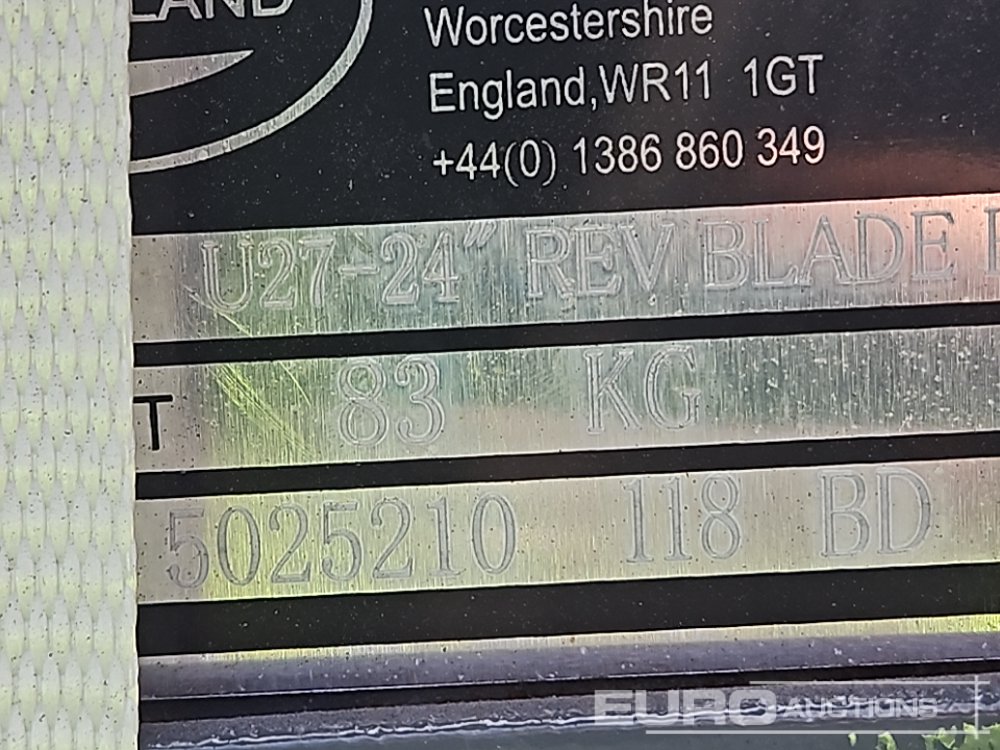 LAND
Worcestershire
England,WR11 1GT
+44(0) 1386 860 349
U27-24" REV BLADE
T 83 KG
5025210 118 BD
EURO AUCTIONS